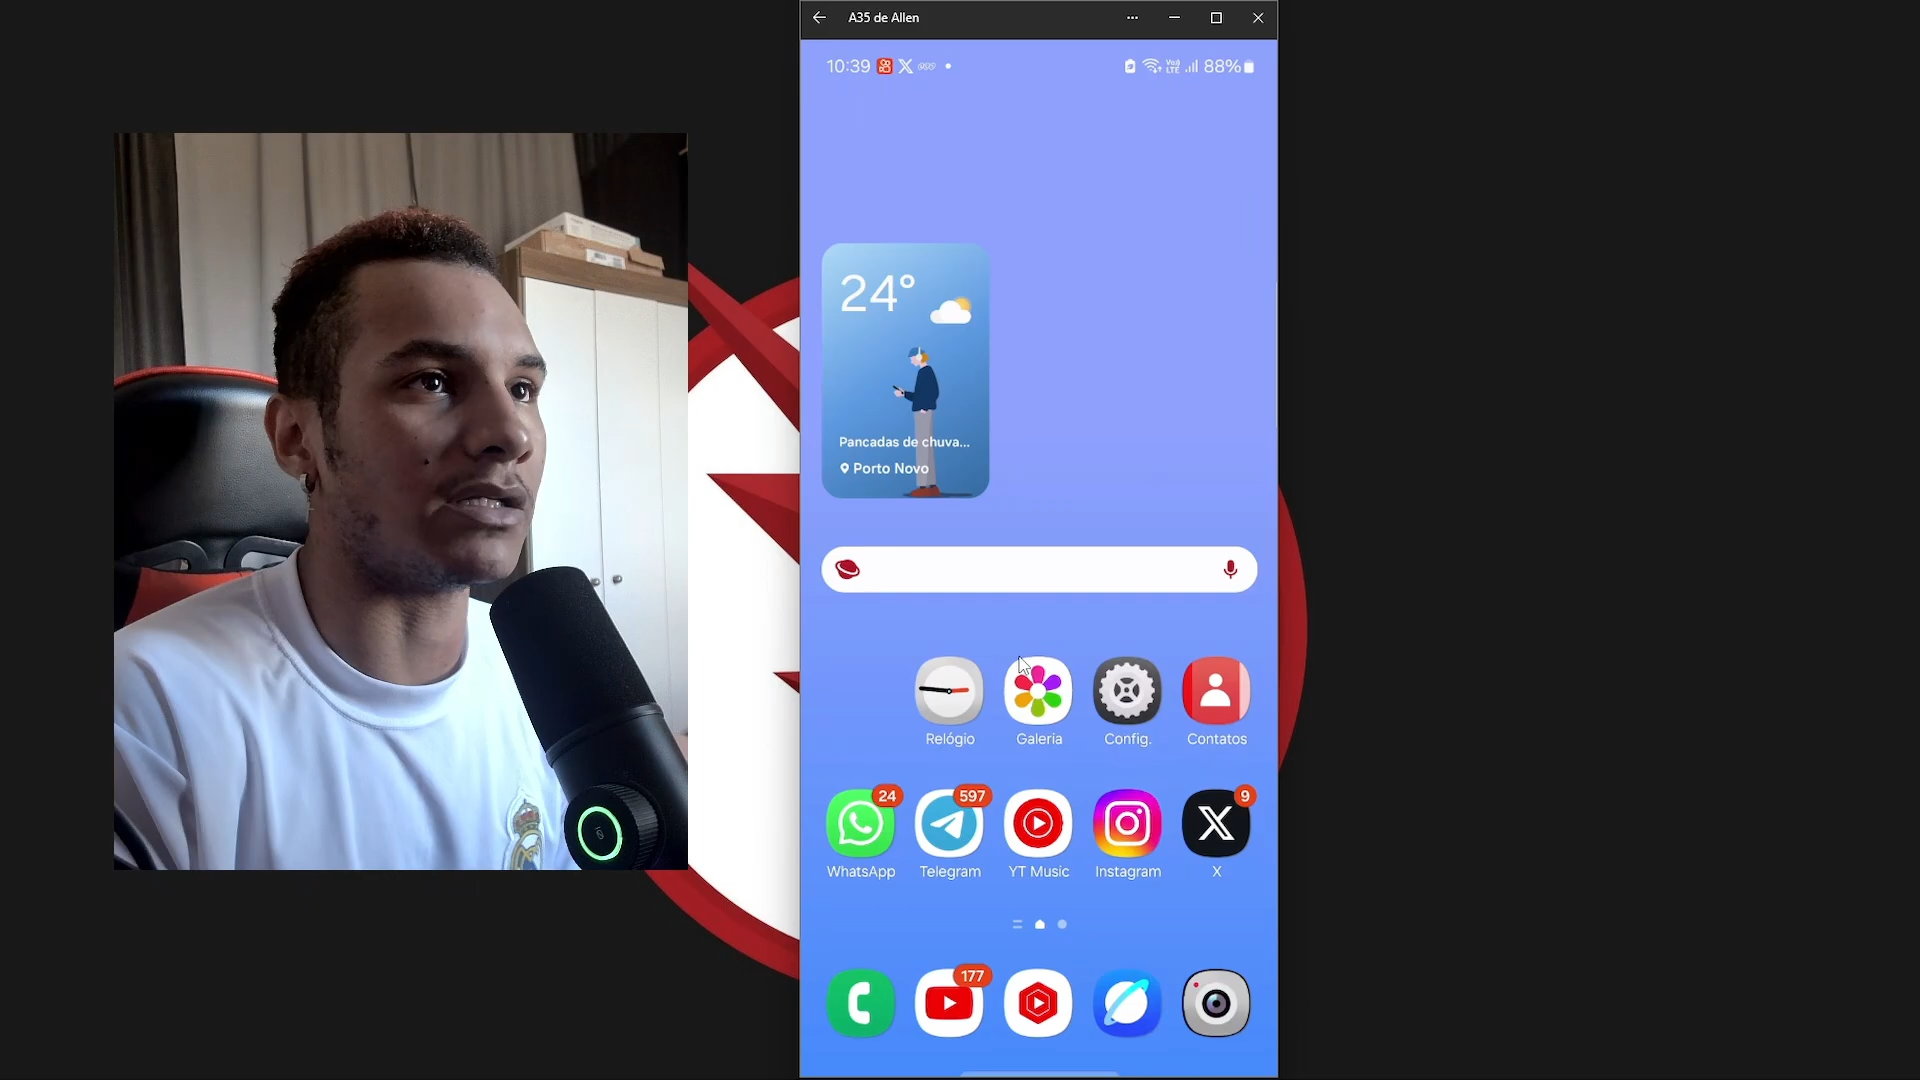 A35 de Allen
10:39
88%
24°
Pancadas de chuva...
Porto Novo
Relógio
Galeria
Config.
Contatos
24
597
9
WhatsApp
Telegram
YT Music
Instagram
X
177